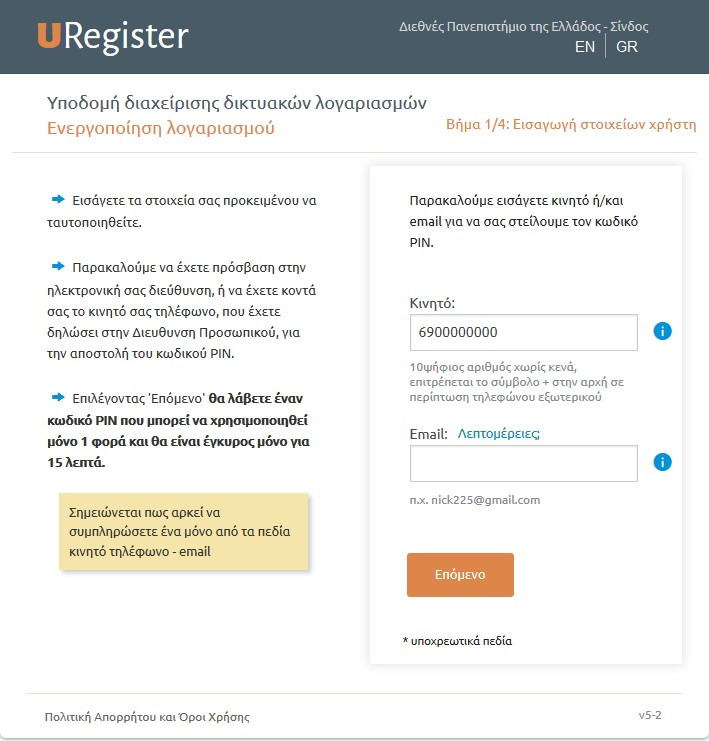 URegister
Διεθνές Πανεπιστήμιο της Ελλάδος - Σίνδος
EN GR
Υποδομή διαχείρισης δικτυακών λογαριασμών
Ενεργοποίηση λογαριασμού
Βήμα 1/4: Εισαγωγή στοιχείων χρήστη
Εισάγετε τα στοιχεία σας προκειμένου να
ταυτοποιηθείτε.
Παρακαλούμε να έχετε πρόσβαση στην
ηλεκτρονική σας διεύθυνση, ή να έχετε κοντά
σας το κινητό σας τηλέφωνο, που έχετε
δηλώσει στην Διευθυνση Προσωπικού, για
την αποστολή του κωδικού PIN.
Επιλέγοντας 'Επόμενο' θα λάβετε έναν
κωδικό PIN που μπορεί να χρησιμοποιηθεί
μόνο 1 φορά και θα είναι έγκυρος μόνο για
15 λεπτά.
Σημειώνεται πως αρκεί να
συμπληρώσετε ένα μόνο από τα πεδία
κινητό τηλέφωνο - email
Παρακαλούμε εισάγετε κινητό ή/και
email για να σας στείλουμε τον κωδικό
PIN.
Κινητό:
6900000000
10ψήφιος αριθμός χωρίς κενά,
επιτρέπεται το σύμβολο + στην αρχή σε
περίπτωση τηλεφώνου εξωτερικού
Email: Λεπτομέρειες;
π.χ. nick225@gmail.com
Επόμενο
* υποχρεωτικά πεδία
Πολιτική Απορρήτου και Όροι Χρήσης
v5-2